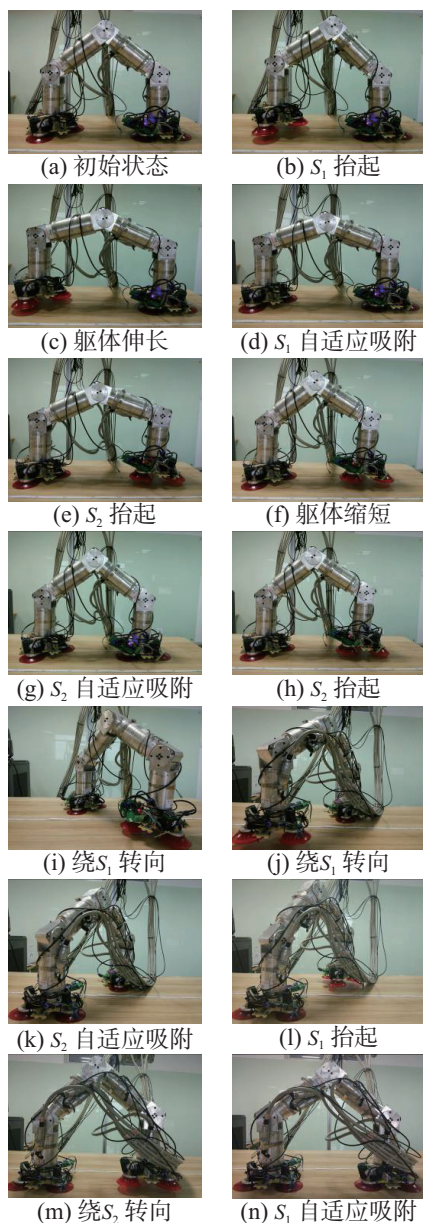 (a) 初始状态
(b) S₁ 抬起
(c) 躯体伸长
(d) S₁ 自适应吸附
(e) S₂ 抬起
(f) 躯体缩短
(g) S₂ 自适应吸附
(h) S₂ 抬起
(i) 绕S₁ 转向
(j) 绕S₁ 转向
(k) S₂ 自适应吸附
(l) S₁ 抬起
(m) 绕S₂ 转向
(n) S₁ 自适应吸附